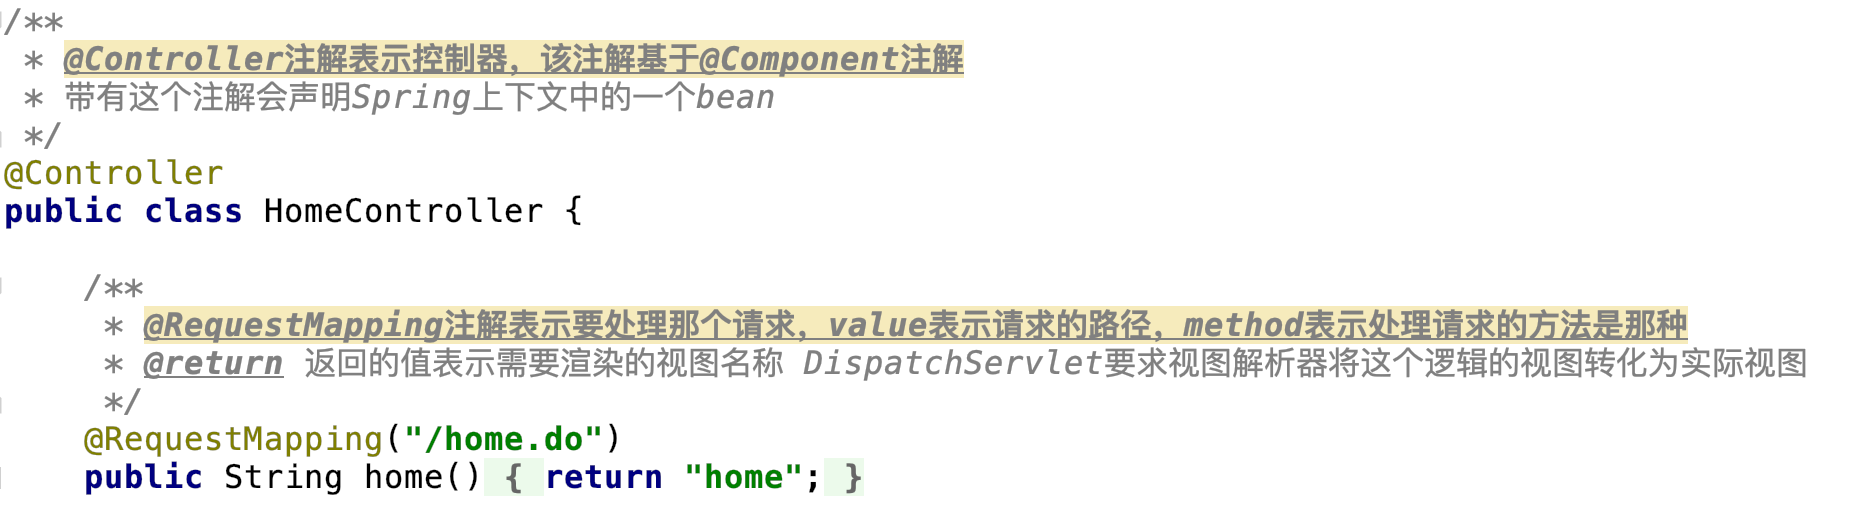 /**
 * @Controller注解表示控制器，该注解基于@Component注解
 * 带有这个注解会声明Spring上下文中的一个bean
 */
@Controller
public class HomeController {
    /**
     * @RequestMapping注解表示要处理那个请求，value表示请求的路径，method表示处理请求的方法是那种
     * @return 返回的值表示需要渲染的视图名称 DispatchServlet要求视图解析器将这个逻辑的视图转化为实际视图
     */
    @RequestMapping("/home.do")
    public String home() { return "home"; }